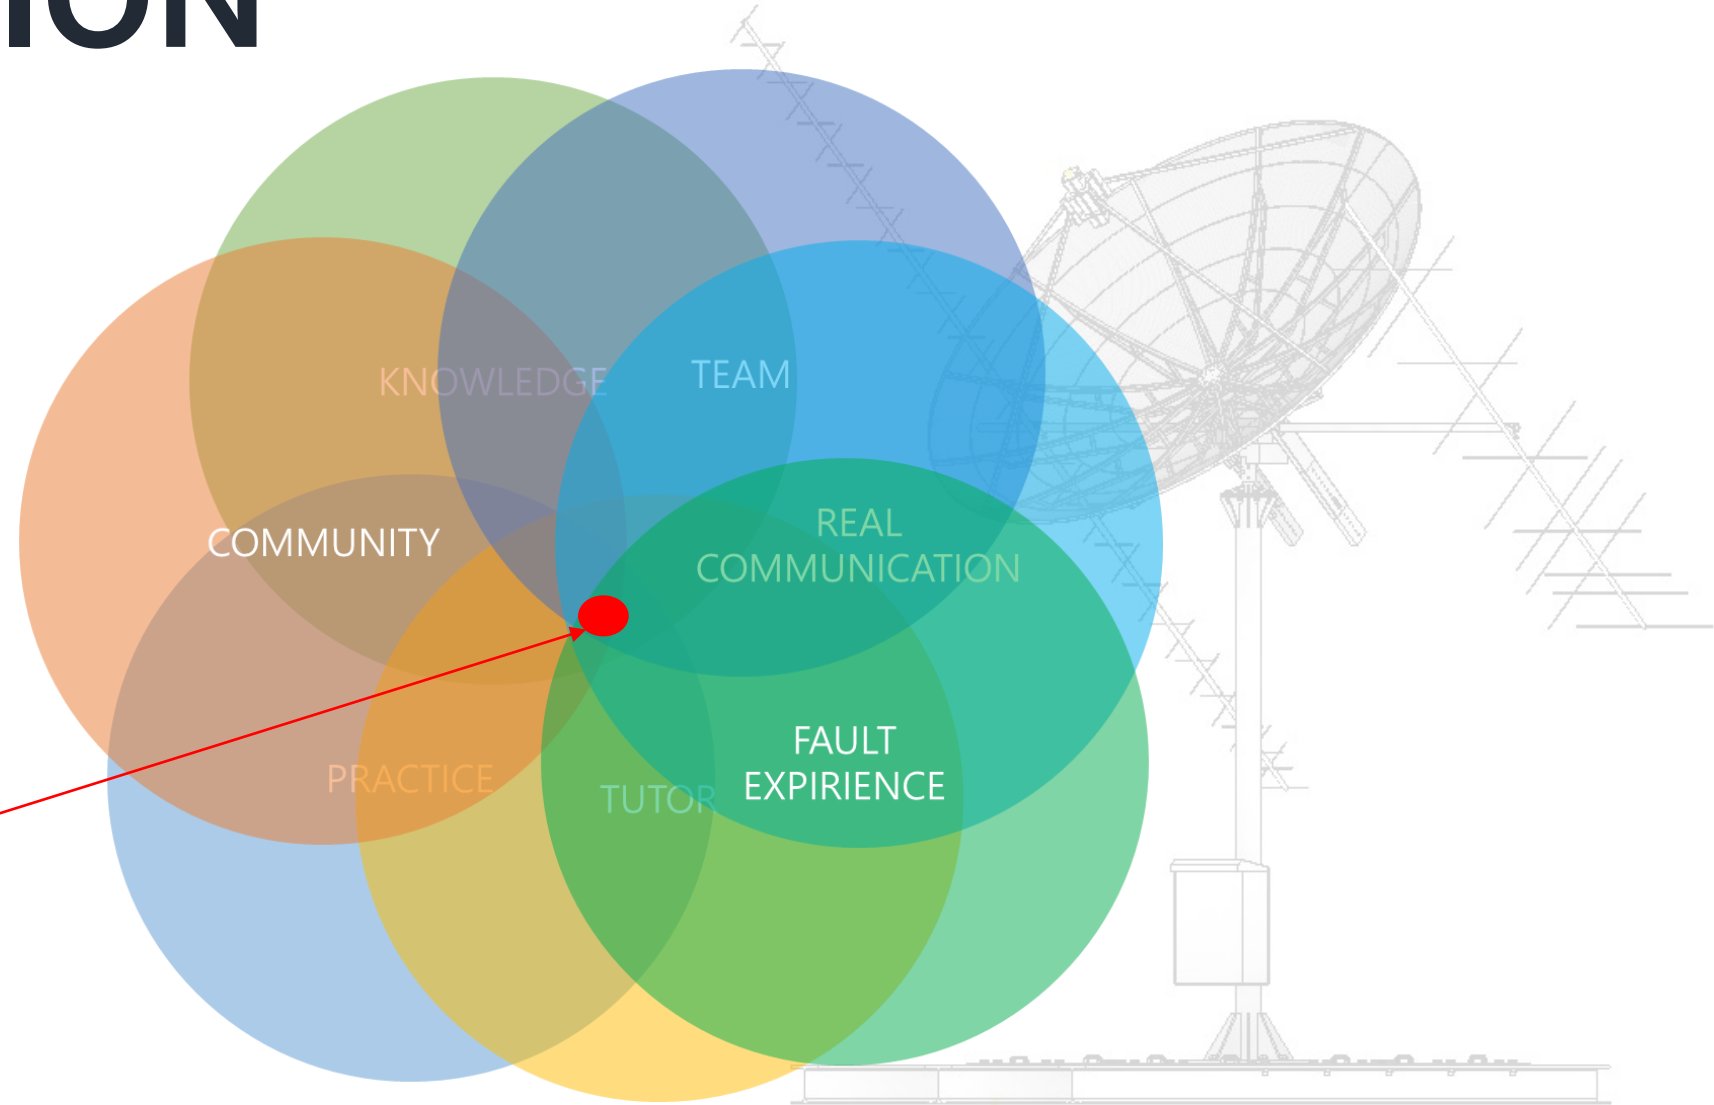 ION
KNOWLEDGE
TEAM
COMMUNITY
REAL
COMMUNICATION
PRACTICE
TUTOR
FAULT
EXPIRIENCE